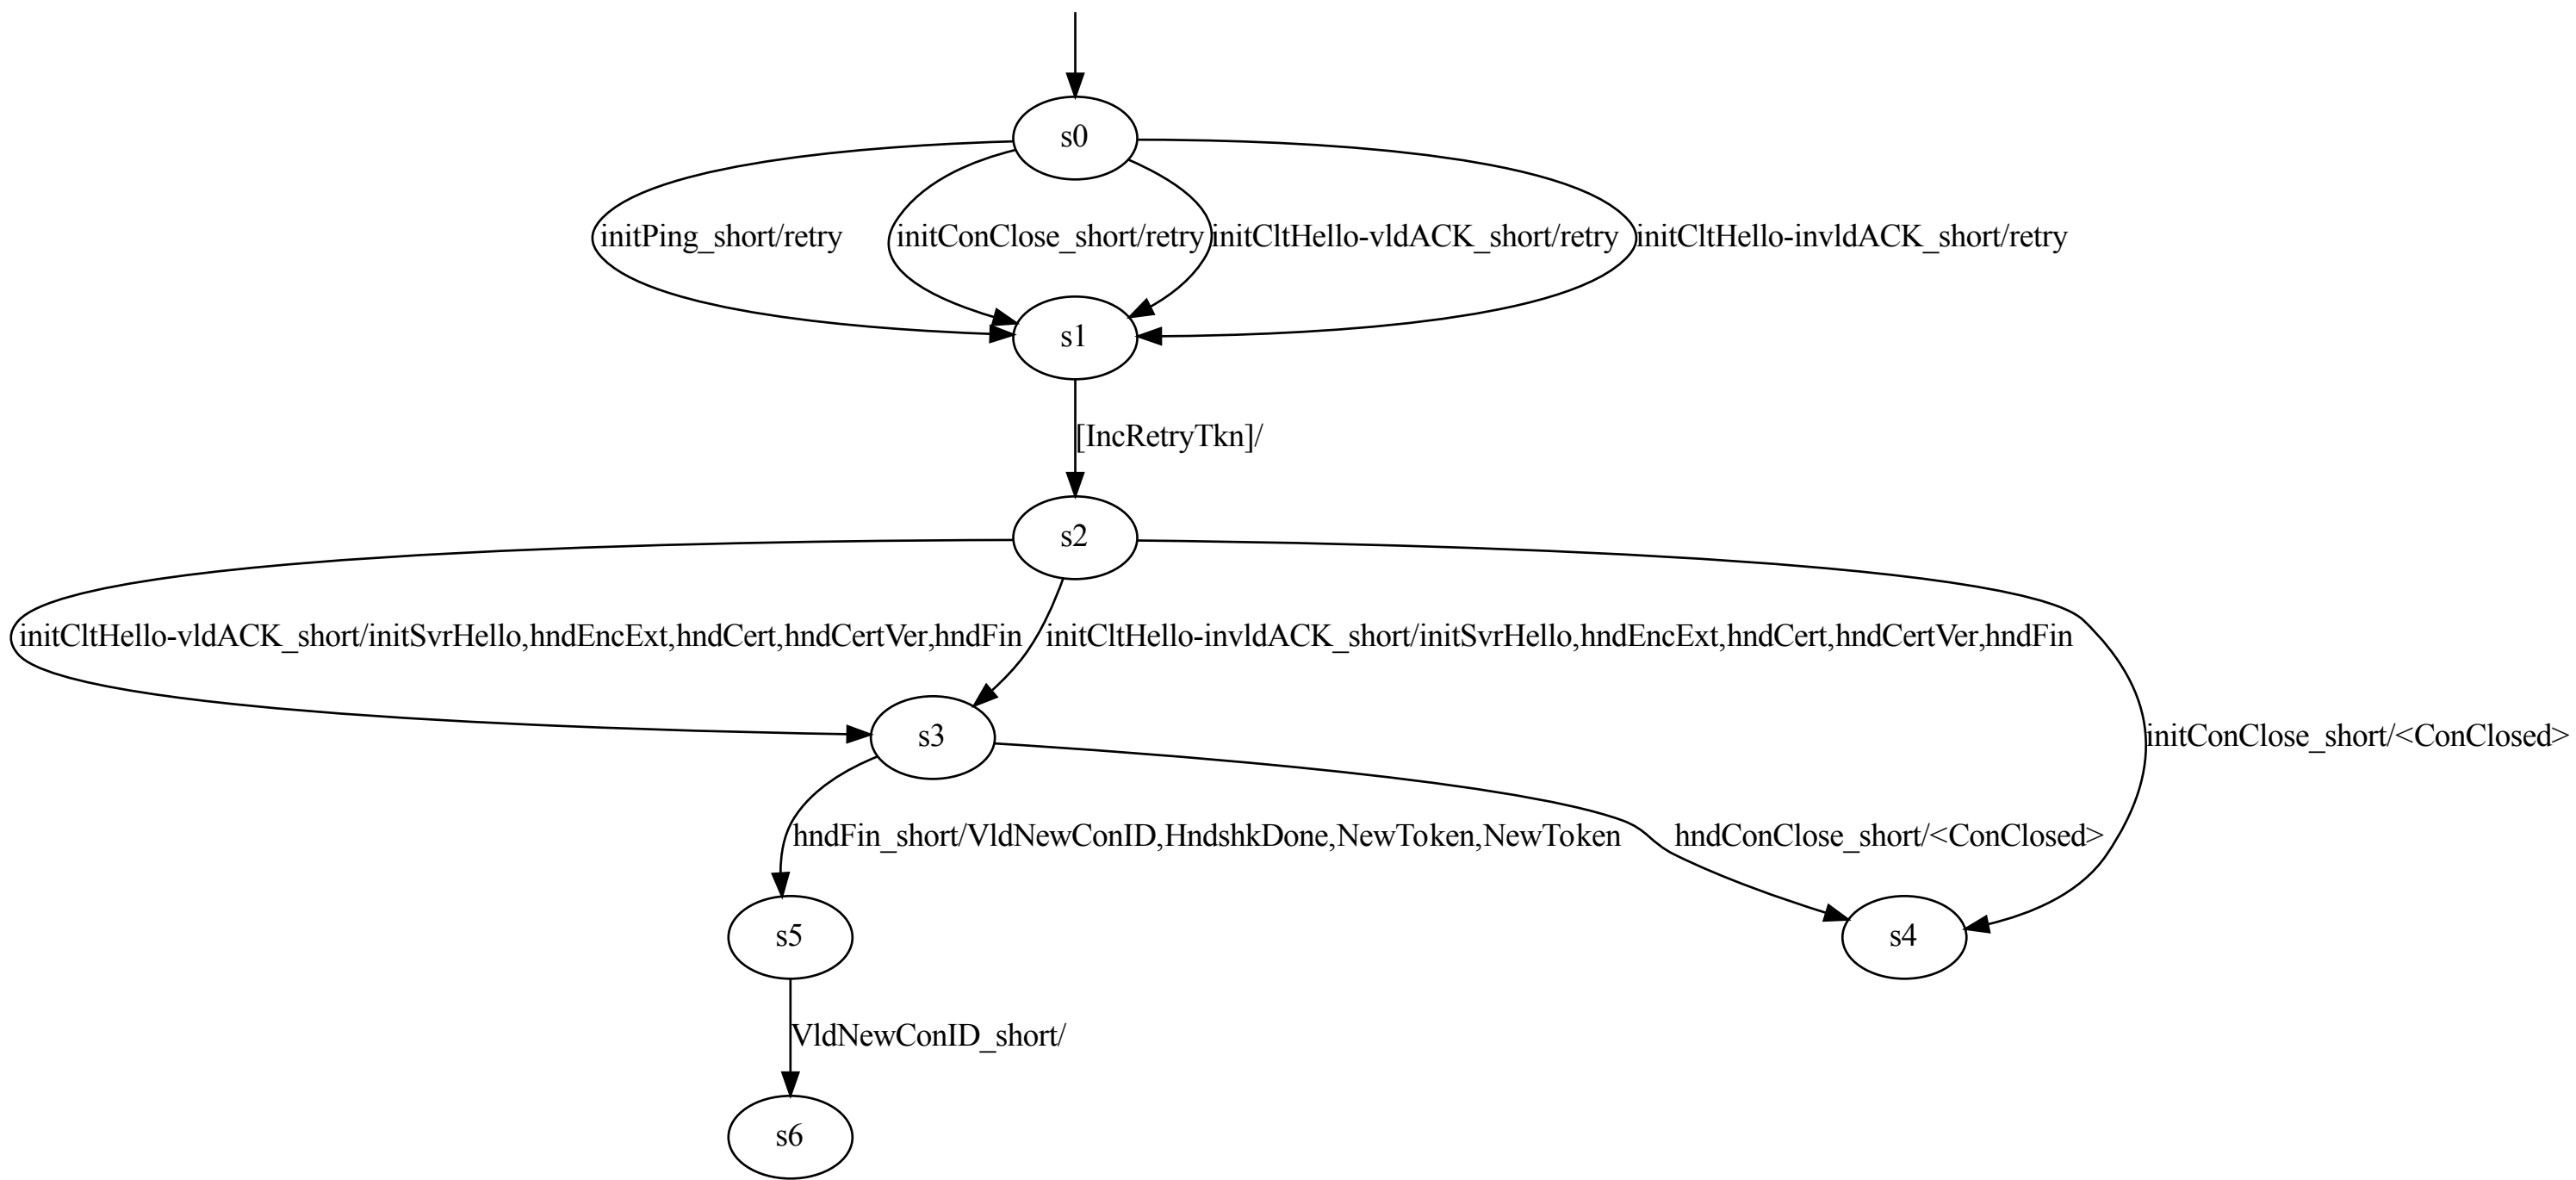 s0
initPing_short/retry
initConClose_short/retry
initCltHello-vldACK_short/retry
initCltHello-invldACK_short/retry
s1
[IncRetryTkn]/
s2
initCltHello-vldACK_short/initSvrHello,hndEncExt,hndCert,hndCertVer,hndFin
initCltHello-invldACK_short/initSvrHello,hndEncExt,hndCert,hndCertVer,hndFin
s3
initConClose_short/<ConClosed>
hndFin_short/VldNewConID,HndshkDone,NewToken,NewToken
hndConClose_short/<ConClosed>
s5
s4
VldNewConID_short/
s6